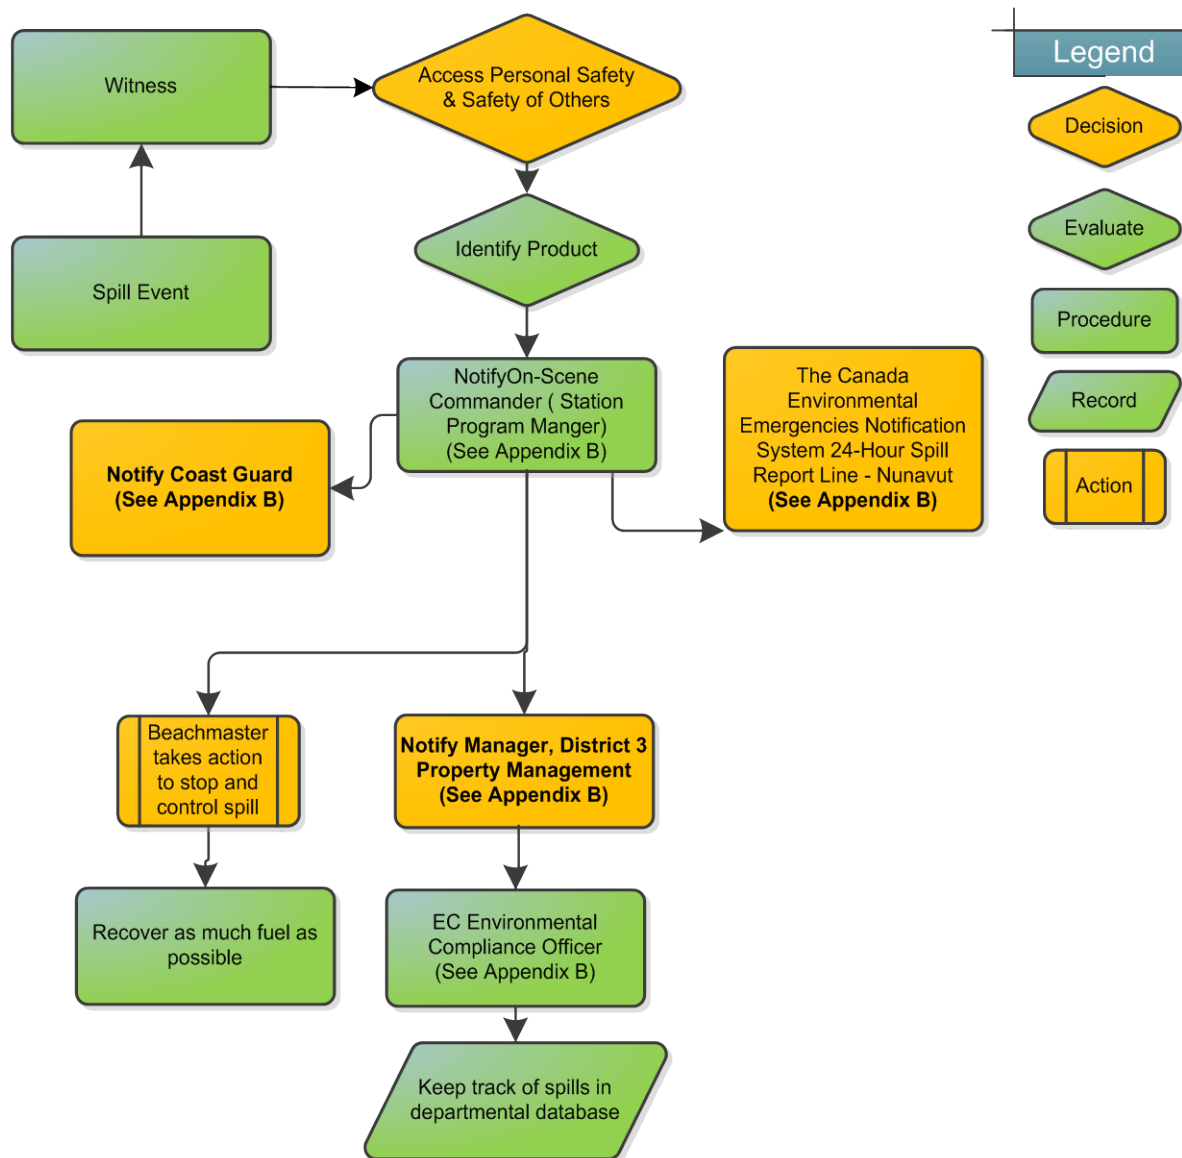 Legend
Witness
Access Personal Safety
& Safety of Others
Decision
Identify Product
Evaluate
Spill Event
Procedure
NotifyOn-Scene
Commander ( Station
Program Manger)
(See Appendix B)
The Canada
Environmental
Emergencies Notification
System 24-Hour Spill
Report Line - Nunavut
(See Appendix B)
Record
Notify Coast Guard
(See Appendix B)
Action
Beachmaster
takes action
to stop and
control spill
Notify Manager, District 3
Property Management
(See Appendix B)
Recover as much fuel as
possible
EC Environmental
Compliance Officer
(See Appendix B)
Keep track of spills in
departmental database